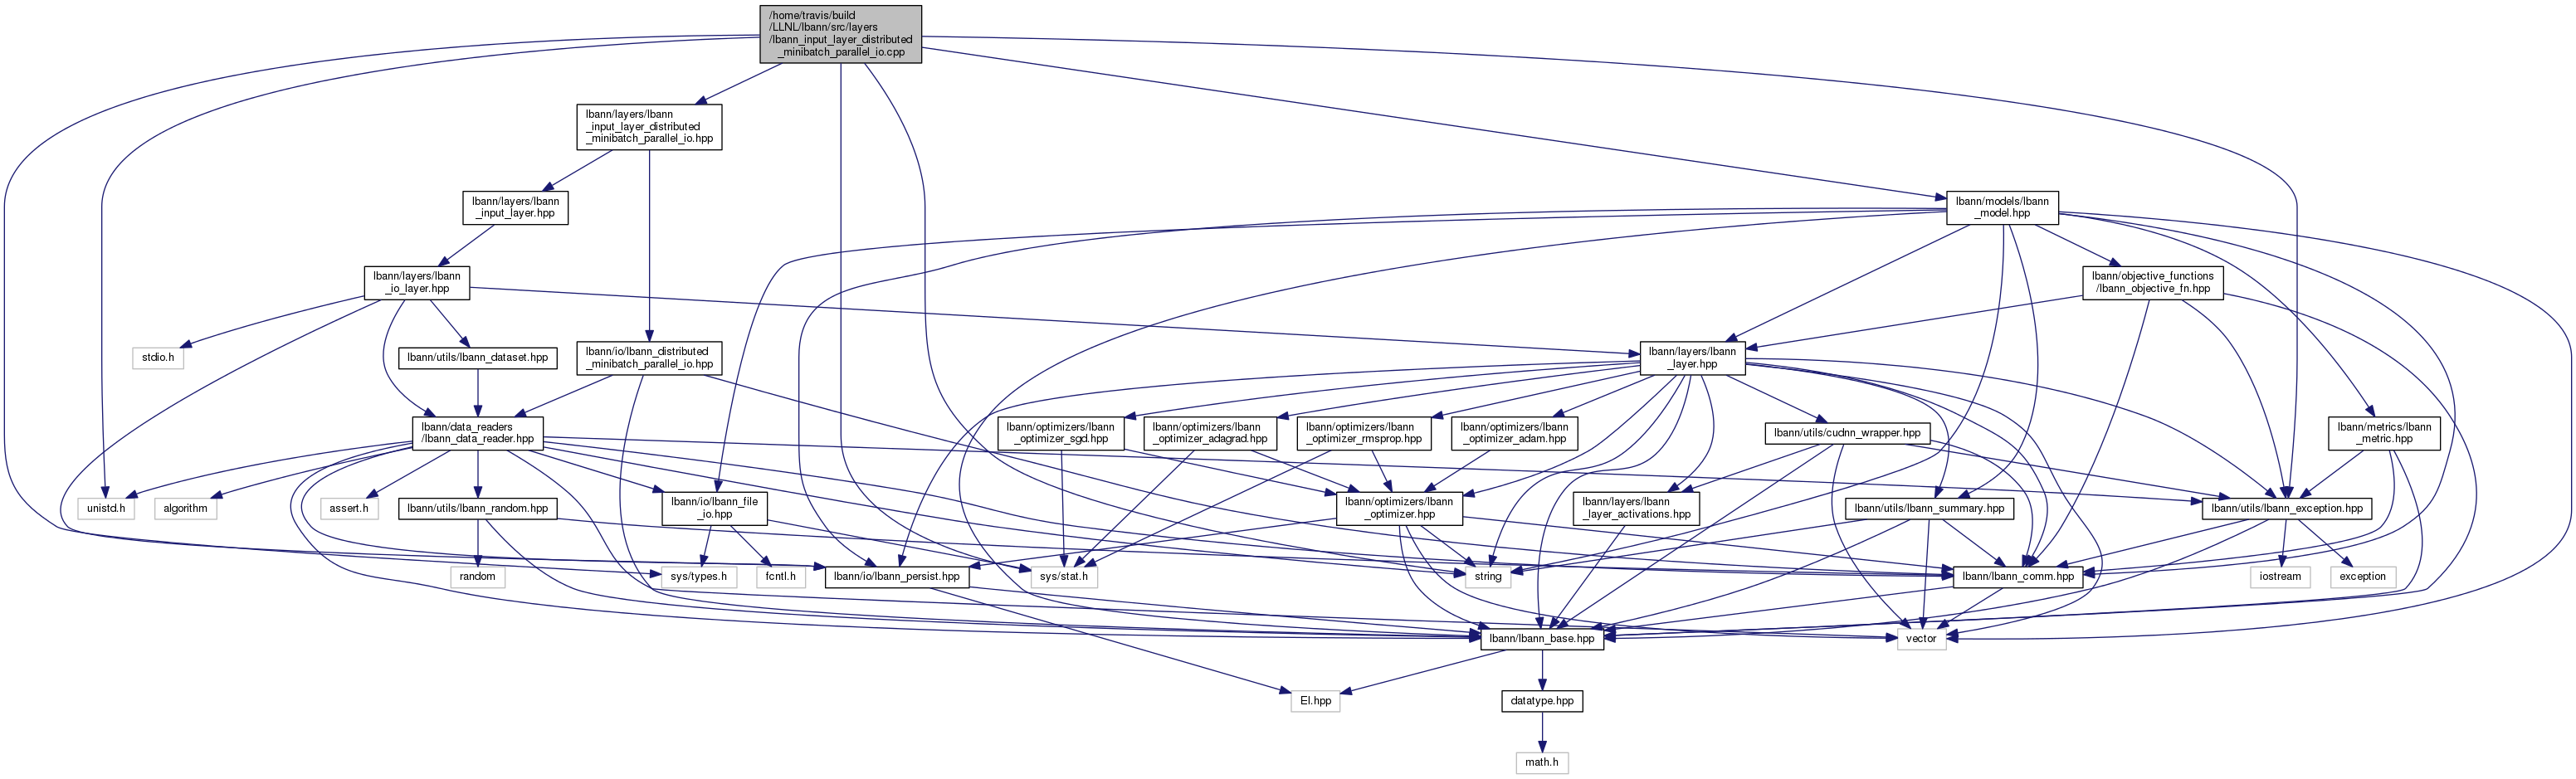 /home/travis/build
/LLNL/lbann/src/layers
/lbann_input_layer_distributed
_minibatch_parallel_io.cpp
lbann/layers/lbann
_input_layer_distributed
_minibatch_parallel_io.hpp
lbann/layers/lbann
_input_layer.hpp
lbann/models/lbann
_model.hpp
lbann/layers/lbann
_io_layer.hpp
lbann/objective_functions
/lbann_objective_fn.hpp
stdio.h
lbann/utils/lbann_dataset.hpp
lbann/io/lbann_distributed
_minibatch_parallel_io.hpp
lbann/layers/lbann
_layer.hpp
lbann/data_readers
/lbann_data_reader.hpp
lbann/optimizers/lbann
_optimizer_sgd.hpp
lbann/optimizers/lbann
_optimizer_adagrad.hpp
lbann/optimizers/lbann
_optimizer_rmsprop.hpp
lbann/optimizers/lbann
_optimizer_adam.hpp
lbann/utils/cudnn_wrapper.hpp
lbann/metrics/lbann
_metric.hpp
unistd.h
algorithm
assert.h
lbann/utils/lbann_random.hpp
lbann/io/lbann_file
_io.hpp
lbann/optimizers/lbann
_optimizer.hpp
lbann/layers/lbann
_layer_activations.hpp
lbann/utils/lbann_summary.hpp
lbann/utils/lbann_exception.hpp
random
sys/types.h
fcntl.h
lbann/io/lbann_persist.hpp
sys/stat.h
string
lbann/lbann_comm.hpp
iostream
exception
lbann/lbann_base.hpp
vector
El.hpp
datatype.hpp
math.h